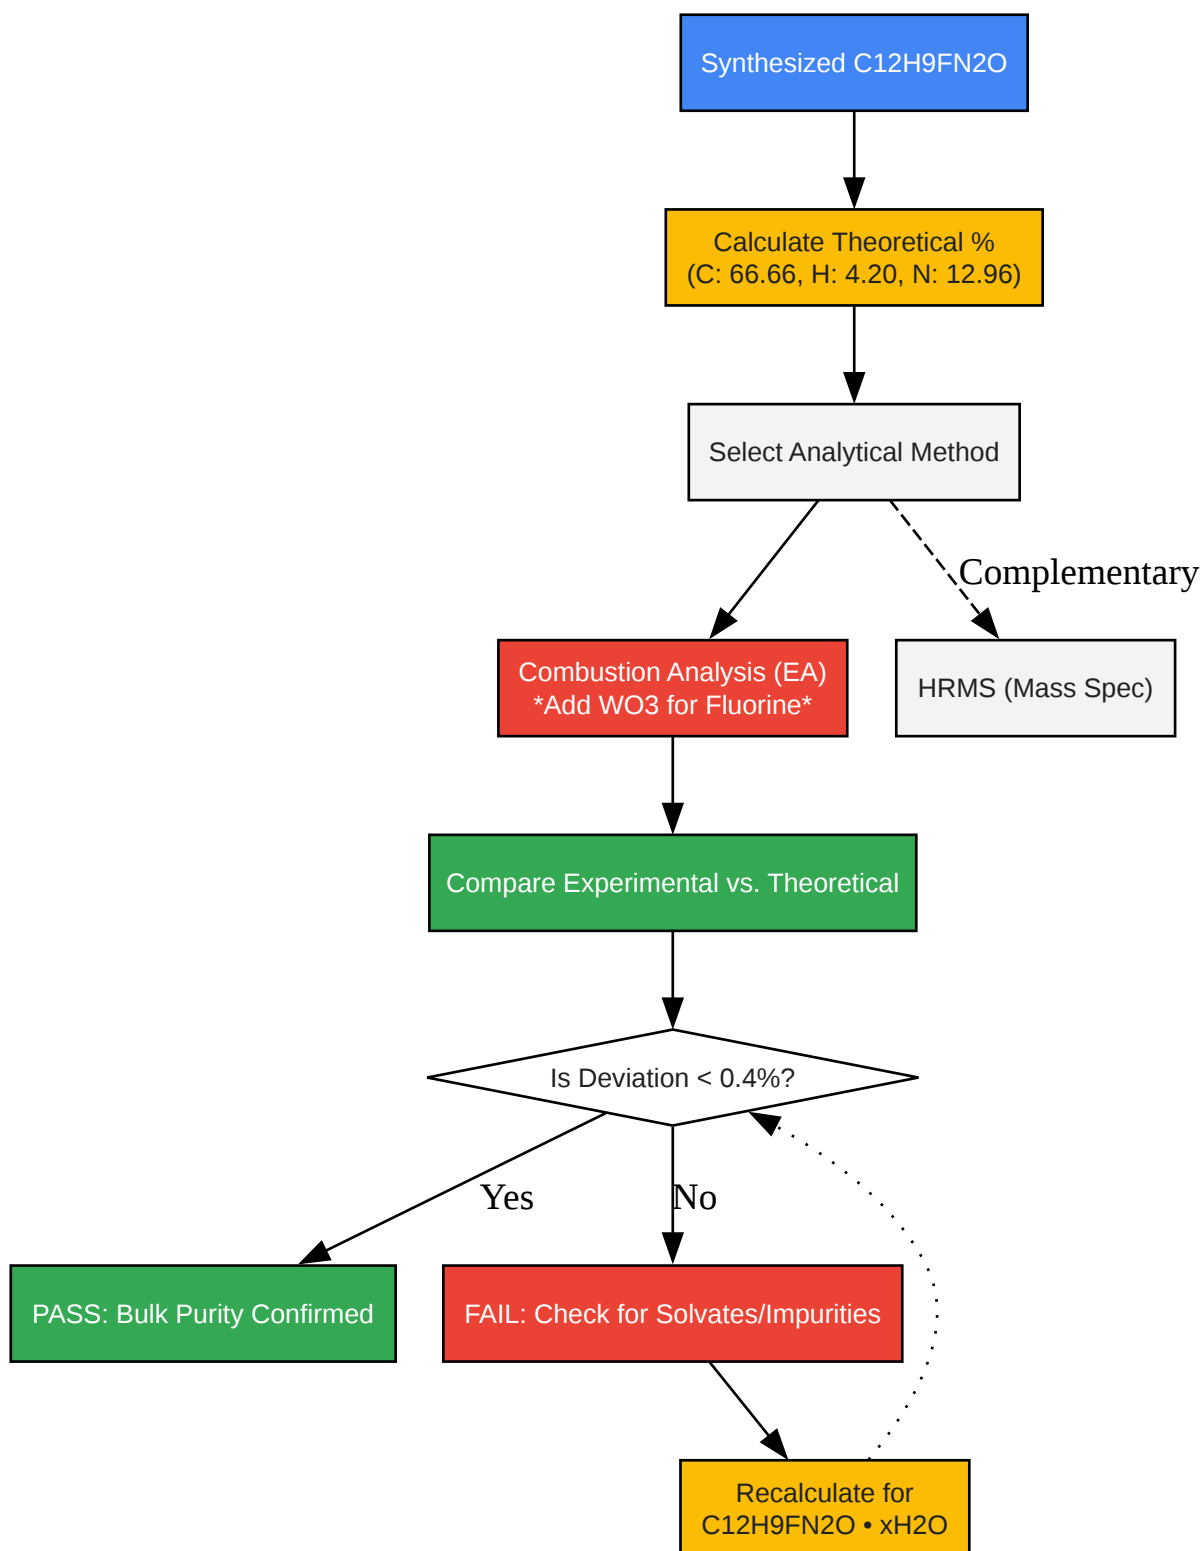 Synthesized C12H9FN2O
Calculate Theoretical %
(C: 66.66, H: 4.20, N: 12.96)
Select Analytical Method
Complementary
Combustion Analysis (EA)
*Add WO3 for Fluorine*
HRMS (Mass Spec)
Compare Experimental vs. Theoretical
Is Deviation < 0.4%?
Yes
No
PASS: Bulk Purity Confirmed
FAIL: Check for Solvates/Impurities
Recalculate for
C12H9FN2O • xH2O